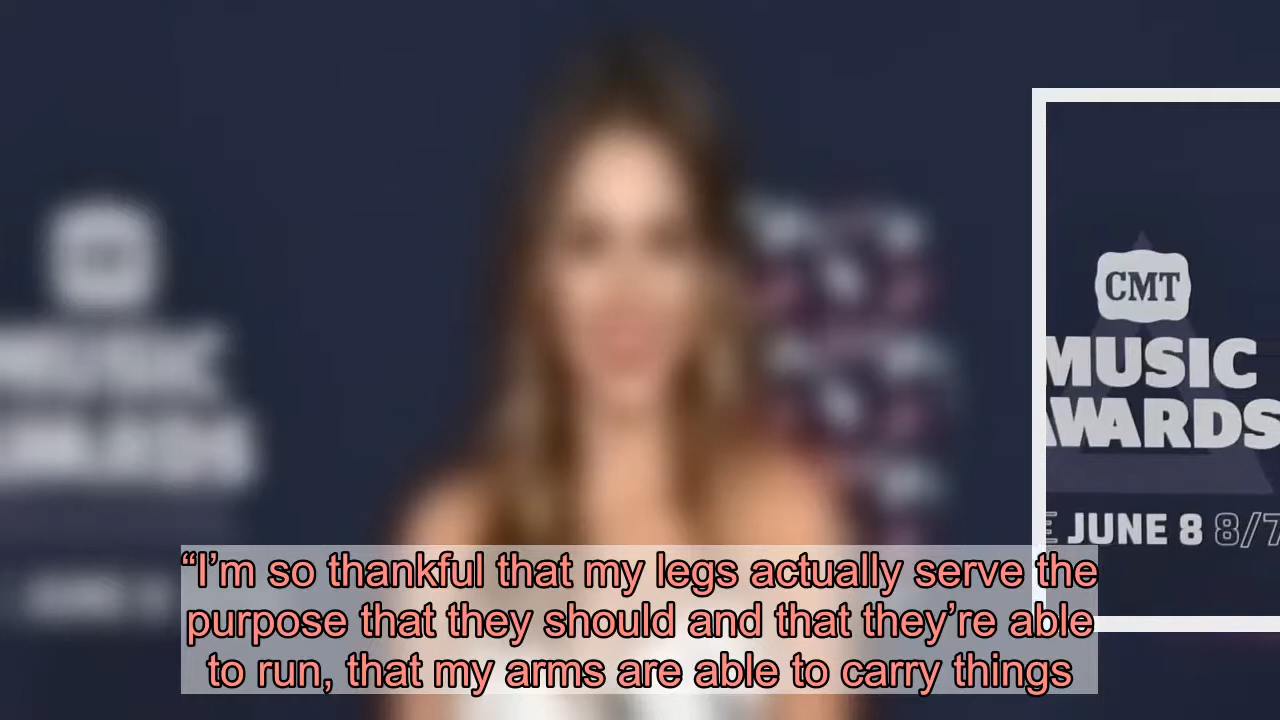 CMT
MUSIC
AWARDS
JUNE 8 8/7
“I’m so thankful that my legs actually serve the
purpose that they should and that they’re able
to run, that my arms are able to carry things